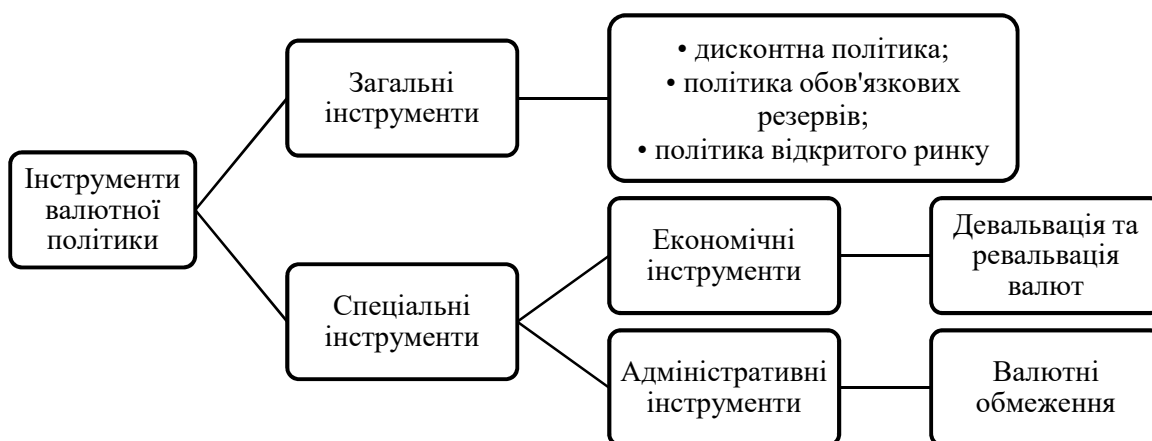 Інструменти
валютної
політики
Загальні
інструменти
• дисконтна політика;
• політика обов'язкових
резервів;
• політика відкритого ринку
Спеціальні
інструменти
Економічні
інструменти
Девальвація та
ревальвація
валют
Адміністративні
інструменти
Валютні
обмеження